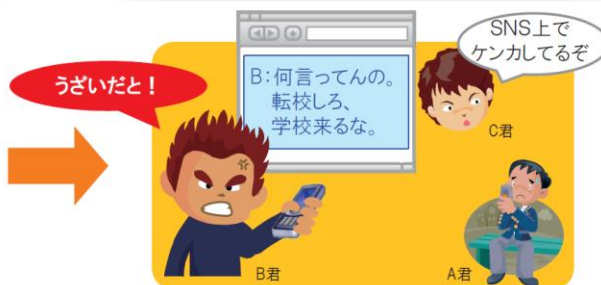 うざいだと！
B：何言ってんの。
転校しろ、
学校来るな。
SNS上で
ケンカしてるぞ
C君
B君
A君